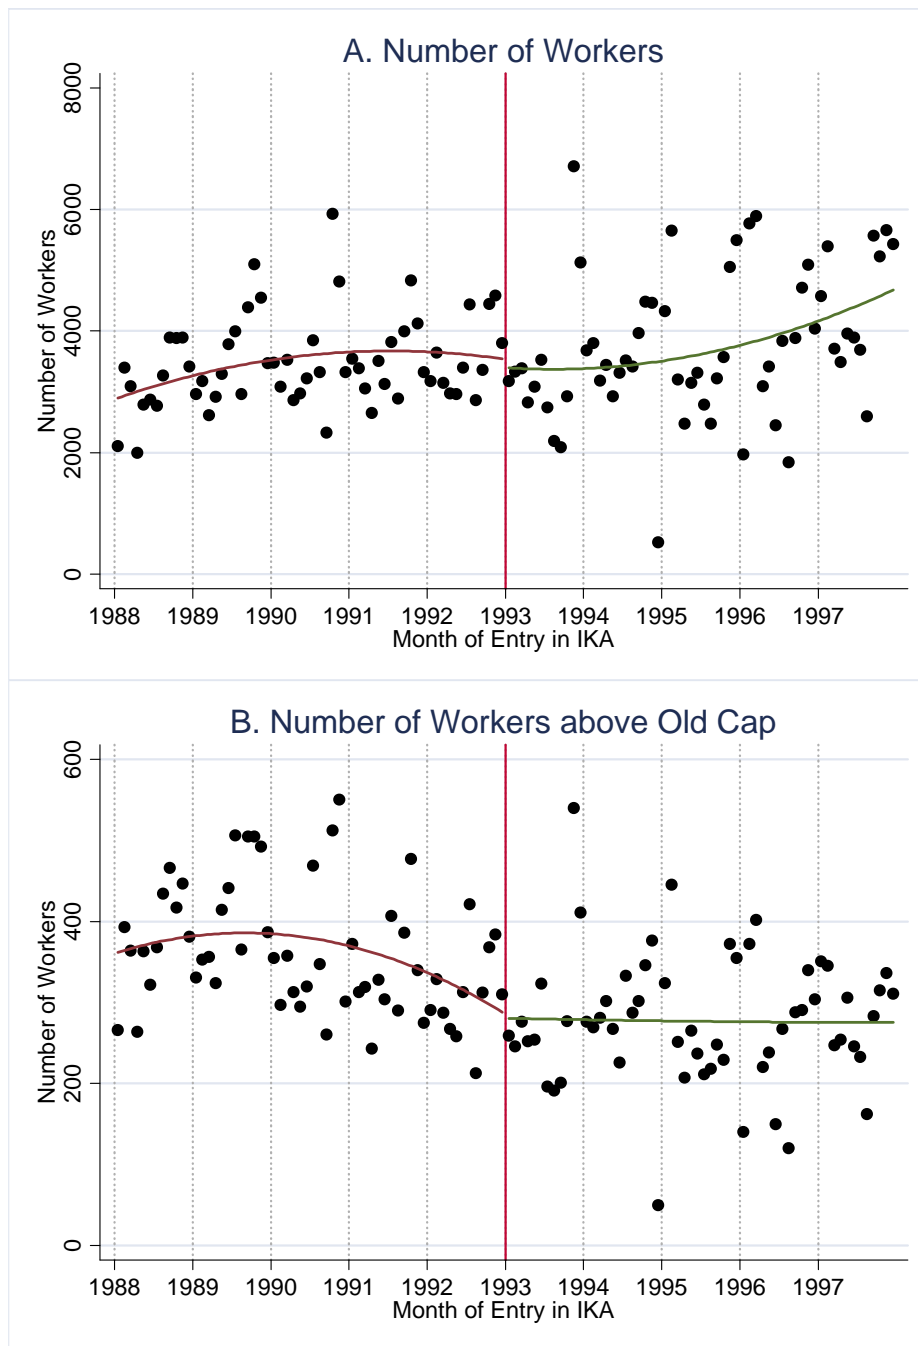 A. Number of Workers
Number of Workers
8000
6000
4000
2000
0
1988 1989 1990 1991 1992 1993 1994 1995 1996 1997
Month of Entry in IKA
B. Number of Workers above Old Cap
Number of Workers
600
400
200
0
1988 1989 1990 1991 1992 1993 1994 1995 1996 1997
Month of Entry in IKA